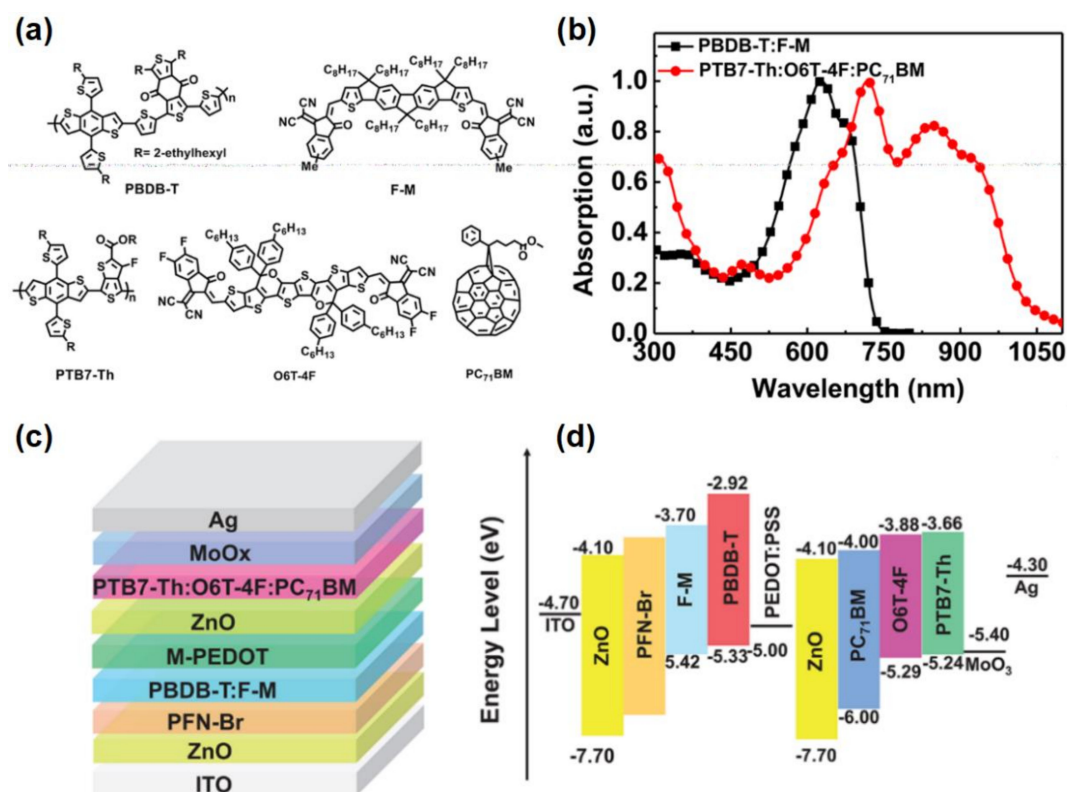 (a)
R
R
R
S
S
O
O
S
S
S
S
n
S
S
R
R= 2-ethylhexyl
PBDB-T
C8H17
C8H17
C8H17
C8H17
NC
CN
CN
CN
O
S
C8H17
C8H17
S
O
Me
Me
F-M
R
OR
O
F
S
S
S
S
S
S
n
R
PTB7-Th
C6H13
C6H13
F
F
O
O
S
S
S
S
S
S
O
O
NC
CN
NC
CN
F
F
C6H13
C6H13
O6T-4F
O
O
PC71BM
(b)
PBDB-T:F-M
PTB7-Th:O6T-4F:PC71BM
Absorption (a.u.)
1.0
0.8
0.6
0.4
0.2
0.0
300
450
600
750
900
1050
Wavelength (nm)
(c)
Ag
MoOx
PTB7-Th:O6T-4F:PC71BM
ZnO
M-PEDOT
PBDB-T:F-M
PFN-Br
ZnO
ITO
(d)
Energy Level (eV)
-4.70
ITO
-4.10
ZnO
-7.70
PFN-Br
-3.70
F-M
5.42
-2.92
PBDB-T
-5.33
PEDOT:PSS
-5.00
-4.10
ZnO
-7.70
-4.00
PC71BM
-6.00
-3.88
O6T-4F
-5.29
-3.66
PTB7-Th
-5.24
-5.40
MoO3
-4.30
Ag